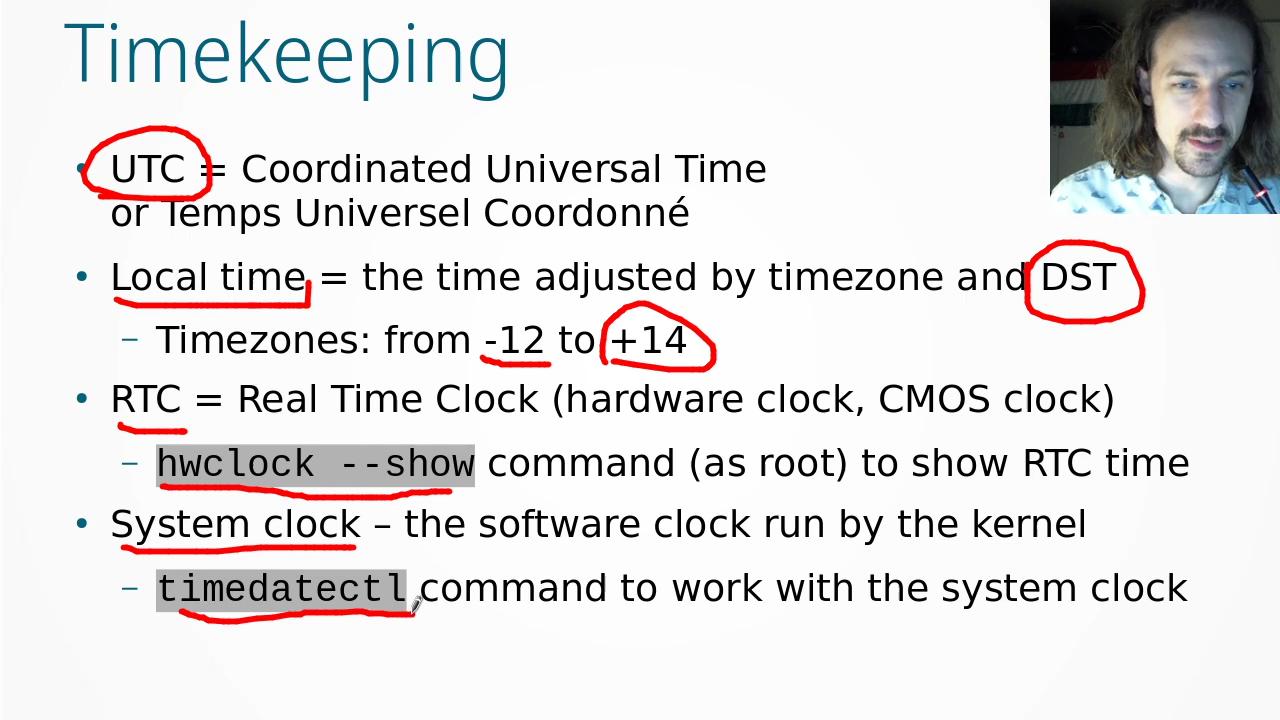 Timekeeping
• UTC = Coordinated Universal Time
or Temps Universel Coordonné
• Local time = the time adjusted by timezone and DST
– Timezones: from -12 to +14
• RTC = Real Time Clock (hardware clock, CMOS clock)
– hwclock --show command (as root) to show RTC time
• System clock – the software clock run by the kernel
– timedatectl command to work with the system clock